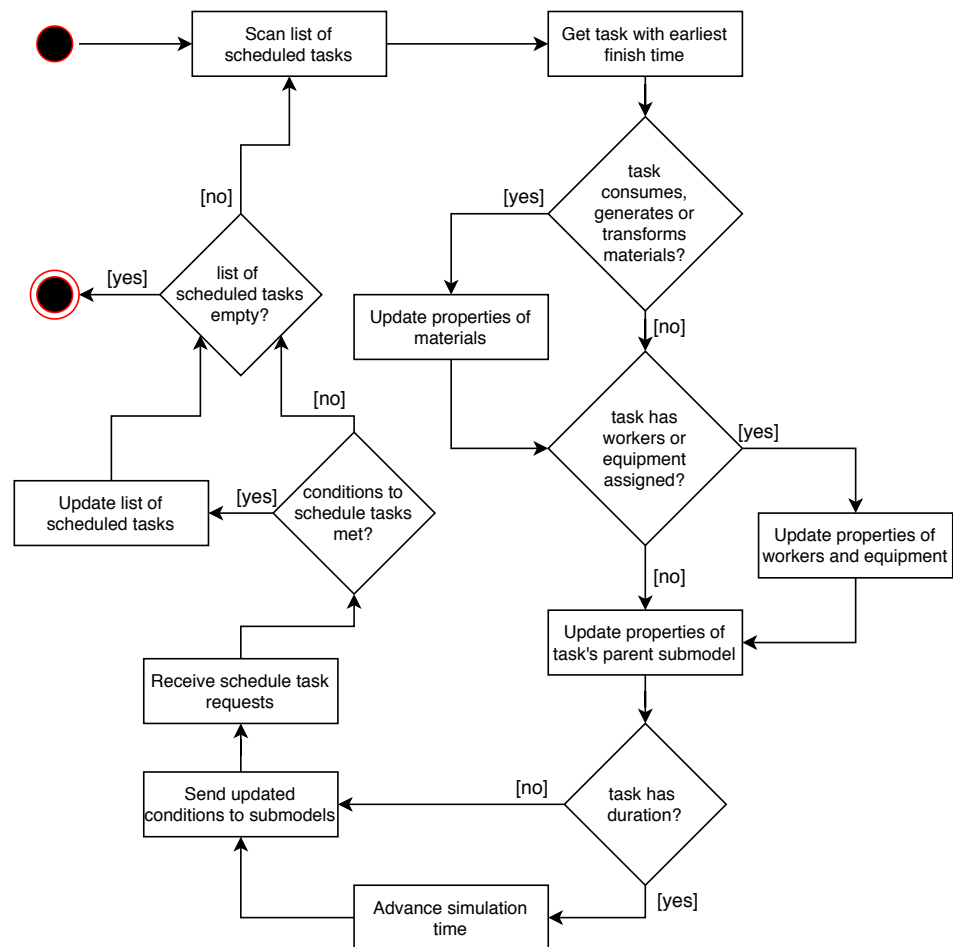 Scan list of
scheduled tasks
Get task with earliest
finish time
task
consumes,
generates or
transforms
materials?
[yes]
[no]
Update properties of
materials
task has
workers or
equipment
assigned?
[yes]
[no]
Update properties of
workers and equipment
Update properties of
task's parent submodel
task has
duration?
[no]
[yes]
Advance simulation
time
Send updated
conditions to submodels
Receive schedule task
requests
conditions to
schedule tasks
met?
[yes]
[no]
Update list of
scheduled tasks
list of
scheduled tasks
empty?
[yes]
[no]